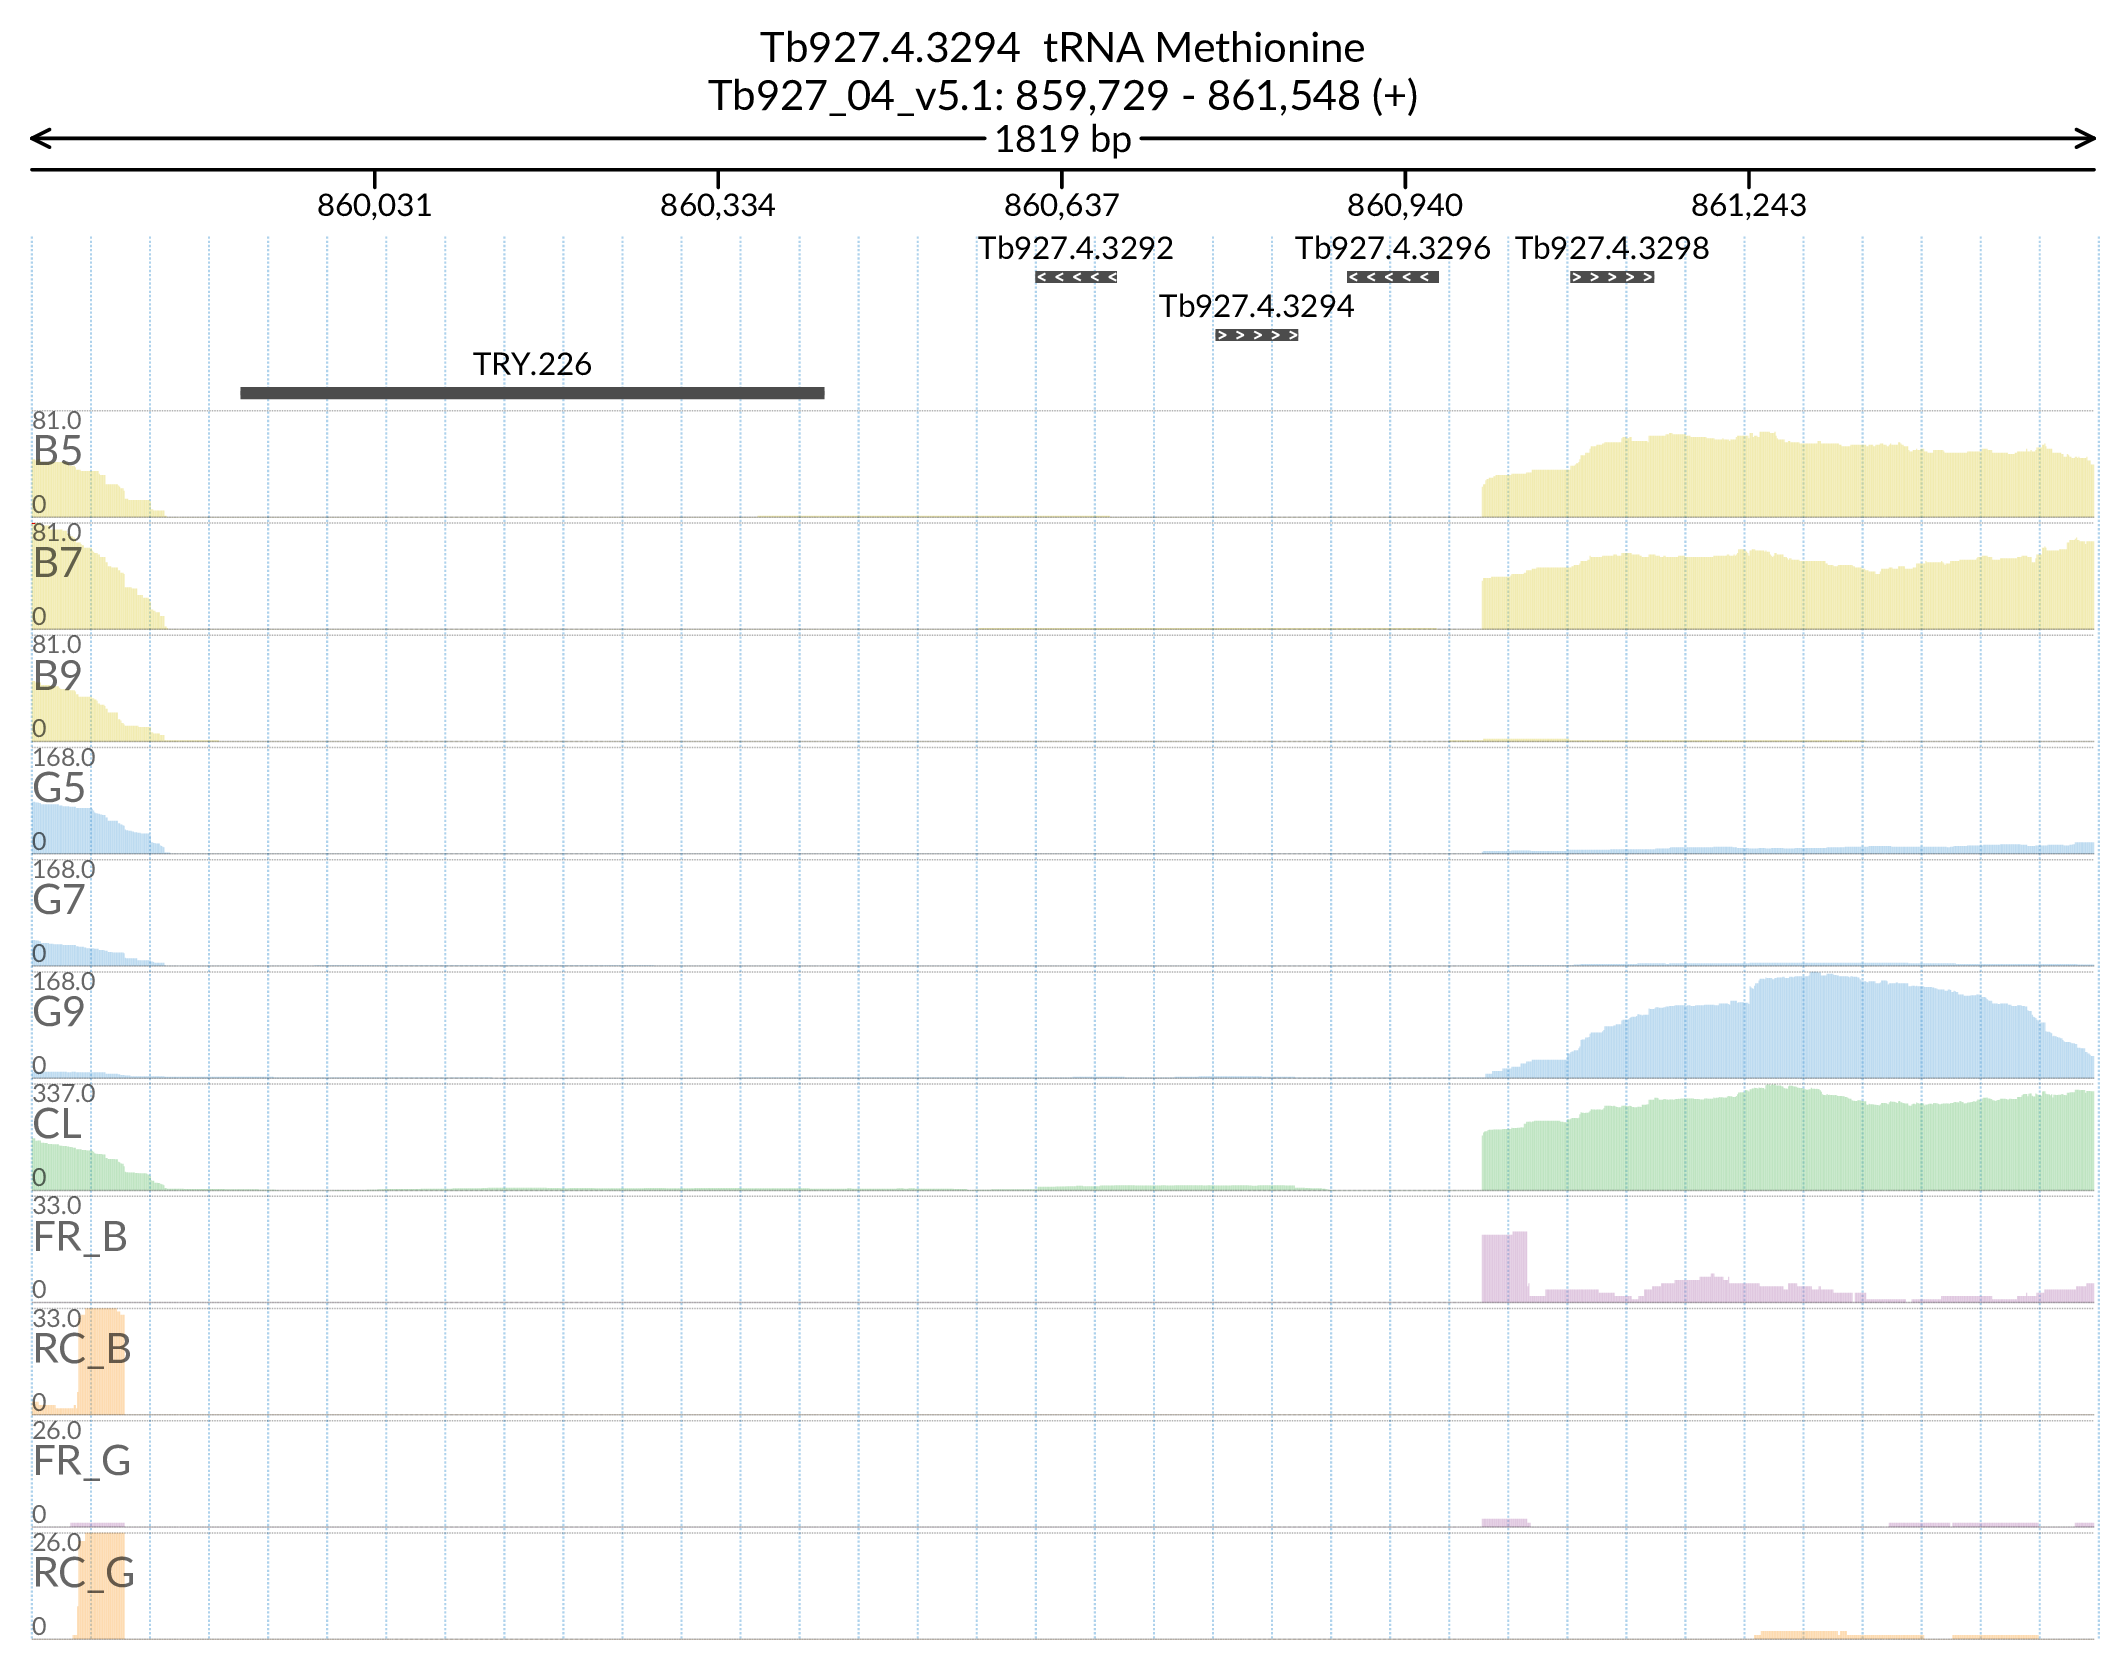 Tb927.4.3294 tRNA Methionine
Tb927_04_v5.1: 859,729 - 861,548 (+)
1819 bp
860,031 860,334 860,637 860,940 861,243
Tb927.4.3292 Tb927.4.3296 Tb927.4.3298
Tb927.4.3294
TRY.226
81.0
B5
0
81.0
B7
0
81.0
B9
0
168.0
G5
0
168.0
G7
0
168.0
G9
0
337.0
CL
0
33.0
FR_B
0
33.0
RC_B
0
26.0
FR_G
0
26.0
RC_G
0